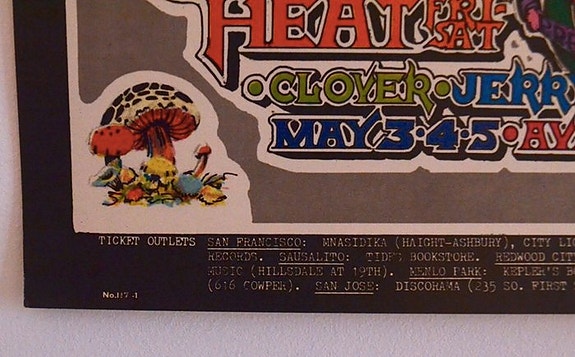 HEAT FRI-
SAT
•CLOVER•JERR
MAY 3•4•5•AV
TICKET OUTLETS SAN FRANCISCO: MNASIDIKA (HAIGHT-ASHBURY), CITY LIG
RECORDS. SAUSALITO: TIDES BOOKSTORE. REDWOOD CIT
MUSIC (HILLSDALE AT 19TH). MENLO PARK: KEPLER'S B
(616 COWPER). SAN JOSE: DISCORAMA (235 SO. FIRST
No.117-1